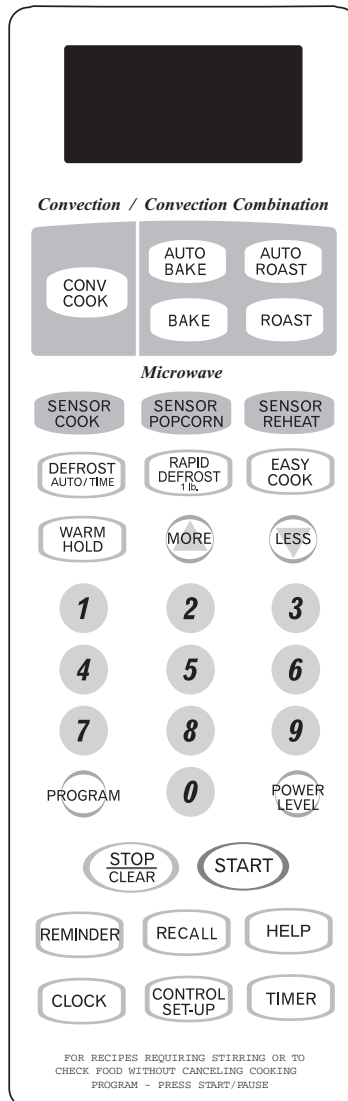 Convection / Convection Combination
CONV
COOK
AUTO
BAKE
AUTO
ROAST
BAKE
ROAST
Microwave
SENSOR
COOK
SENSOR
POPCORN
SENSOR
REHEAT
DEFROST
AUTO/TIME
RAPID
DEFROST
1 lb.
EASY
COOK
WARM
HOLD
MORE
LESS
1 2 3
4 5 6
7 8 9
PROGRAM
0
POWER
LEVEL
STOP
CLEAR
START
REMINDER
RECALL
HELP
CLOCK
CONTROL
SET-UP
TIMER
FOR RECIPES REQUIRING STIRRING OR TO
CHECK FOOD WITHOUT CANCELING COOKING
PROGRAM - PRESS START/PAUSE